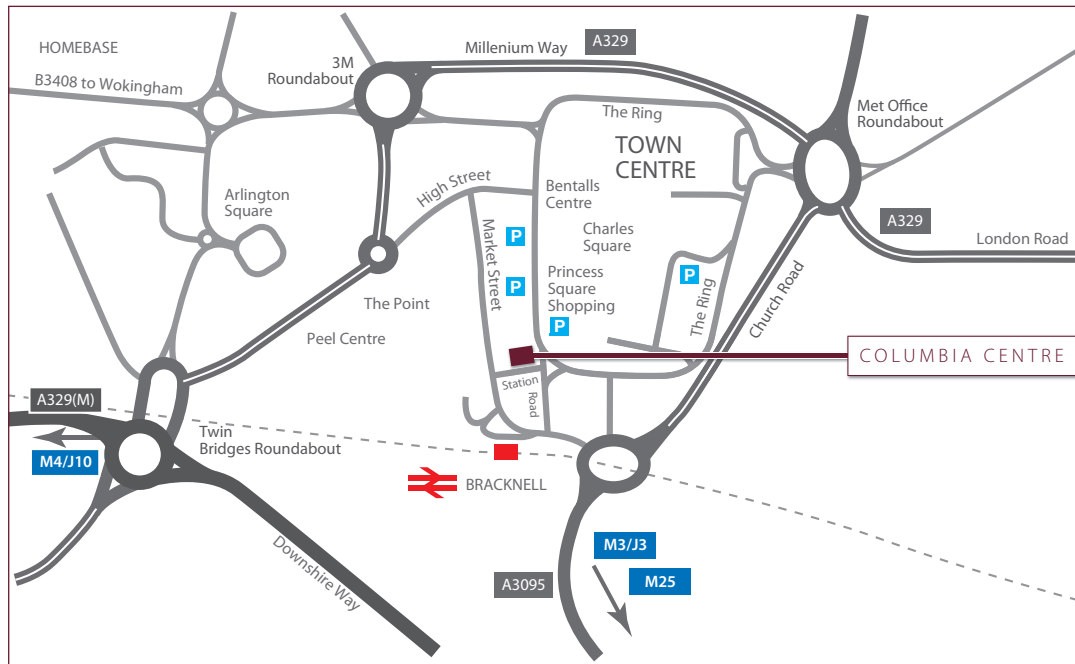 HOMEBASE
B3408 to Wokingham
3M
Roundabout
Millenium Way
A329
Met Office
Roundabout
The Ring
TOWN
CENTRE
High Street
Arlington
Square
Bentalls
Centre
Charles
Square
A329
London Road
Market Street
P
P
P
P
Princess
Square
Shopping
The Ring
Church Road
The Point
Peel Centre
COLUMBIA CENTRE
Station
Road
A329(M)
M4/J10
Twin
Bridges Roundabout
BRACKNELL
Downshire Way
M3/J3
M25
A3095